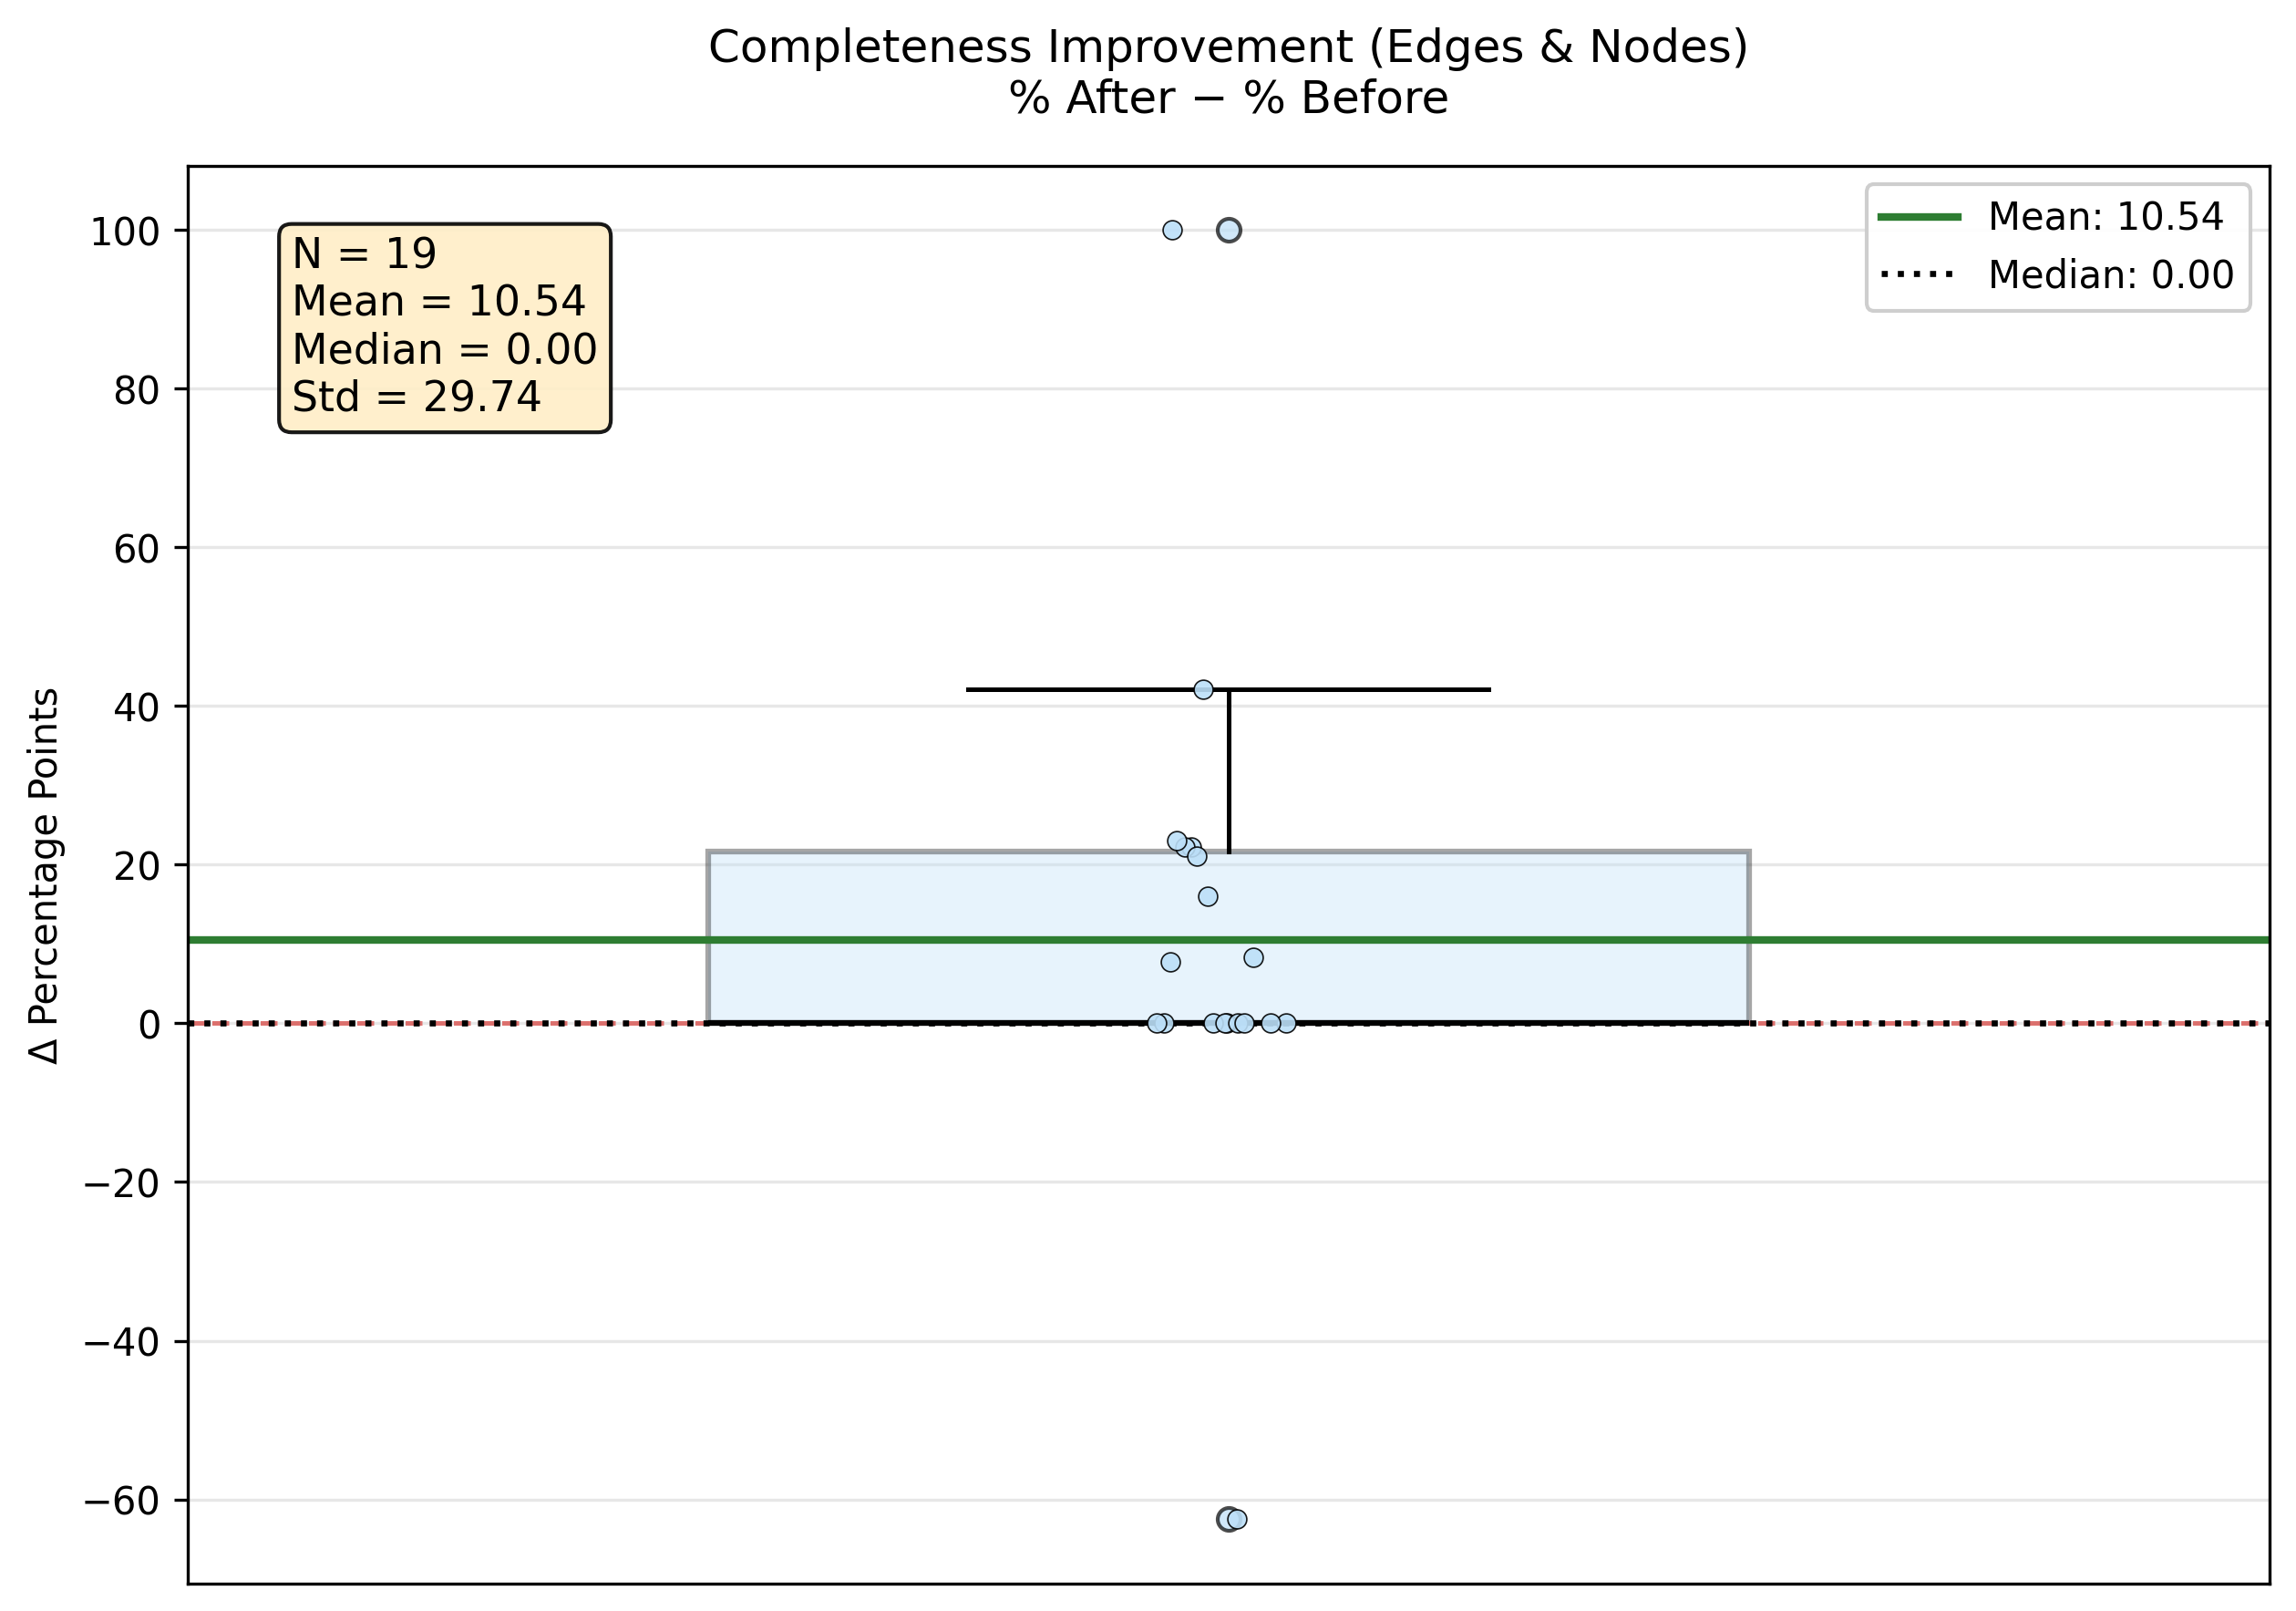 Completeness Improvement (Edges & Nodes)
% After − % Before
N = 19
Mean = 10.54
Median = 0.00
Std = 29.74
Mean: 10.54
Median: 0.00
Δ Percentage Points
100
80
60
40
20
0
−20
−40
−60